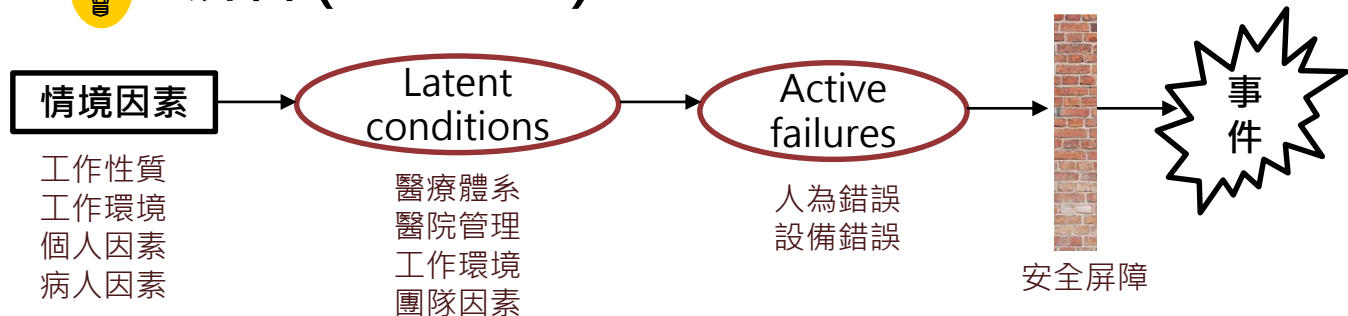 情境因素
工作性質
工作環境
個人因素
病人因素
Latent
conditions
醫療體系
醫院管理
工作環境
團隊因素
Active
failures
人為錯誤
設備錯誤
安全屏障
事
件